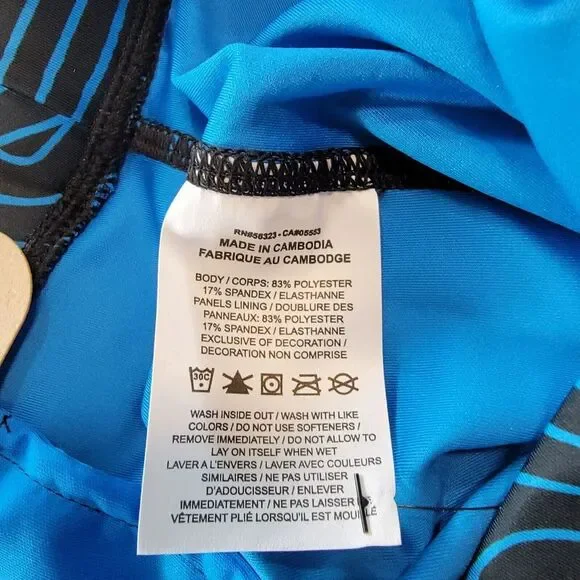 RN#56323 - CA#05553
MADE IN CAMBODIA
FABRIQUE AU CAMBODGE
BODY / CORPS: 83% POLYESTER
17% SPANDEX / ELASTHANNE
PANELS LINING / DOUBLURE DES
PANNEAUX: 83% POLYESTER
17% SPANDEX / ELASTHANNE
EXCLUSIVE OF DECORATION /
DECORATION NON COMPRISE
30C
WASH INSIDE OUT / WASH WITH LIKE
COLORS / DO NOT USE SOFTENERS /
REMOVE IMMEDIATELY / DO NOT ALLOW TO
LAY ON ITSELF WHEN WET
LAVER A L'ENVERS / LAVER AVEC COULEURS
SIMILAIRES / NE PAS UTILISER
D'ADOUCISSEUR / ENLEVER
IMMEDIATEMENT / NE PAS LAISSER
VÊTEMENT PLIÉ LORSQU'IL EST MOUILLÉ